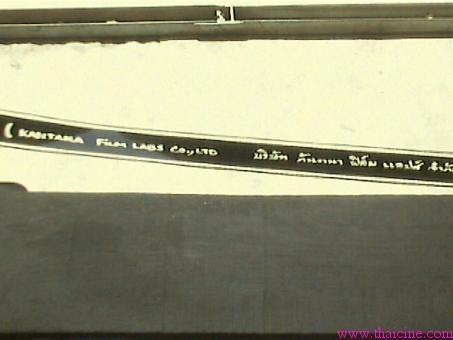 ( KANTANA FILM LABS Co,,LTD บริษัท กันตนา ฟิล์ม แลบส์ จำกัด
www.thaicine.com